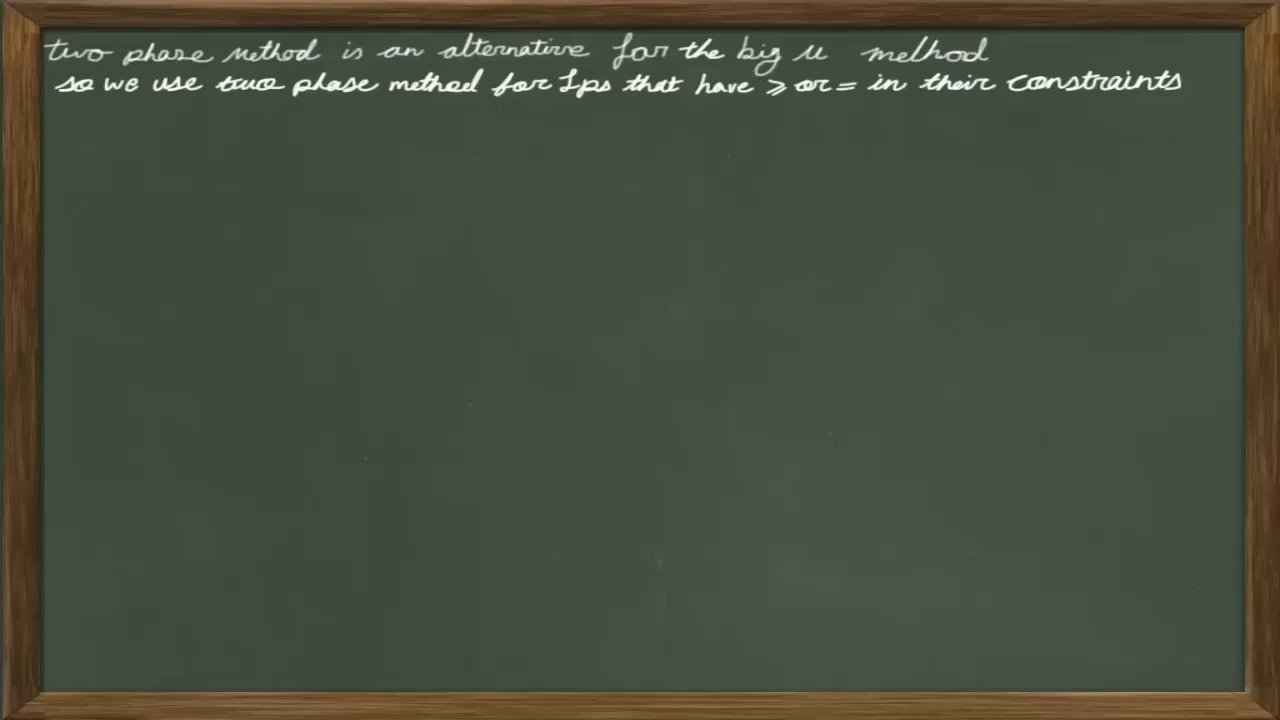 two phase method is an alternative for the big M method
so we use two phase method for Lps that have ≥ or = in their constraints